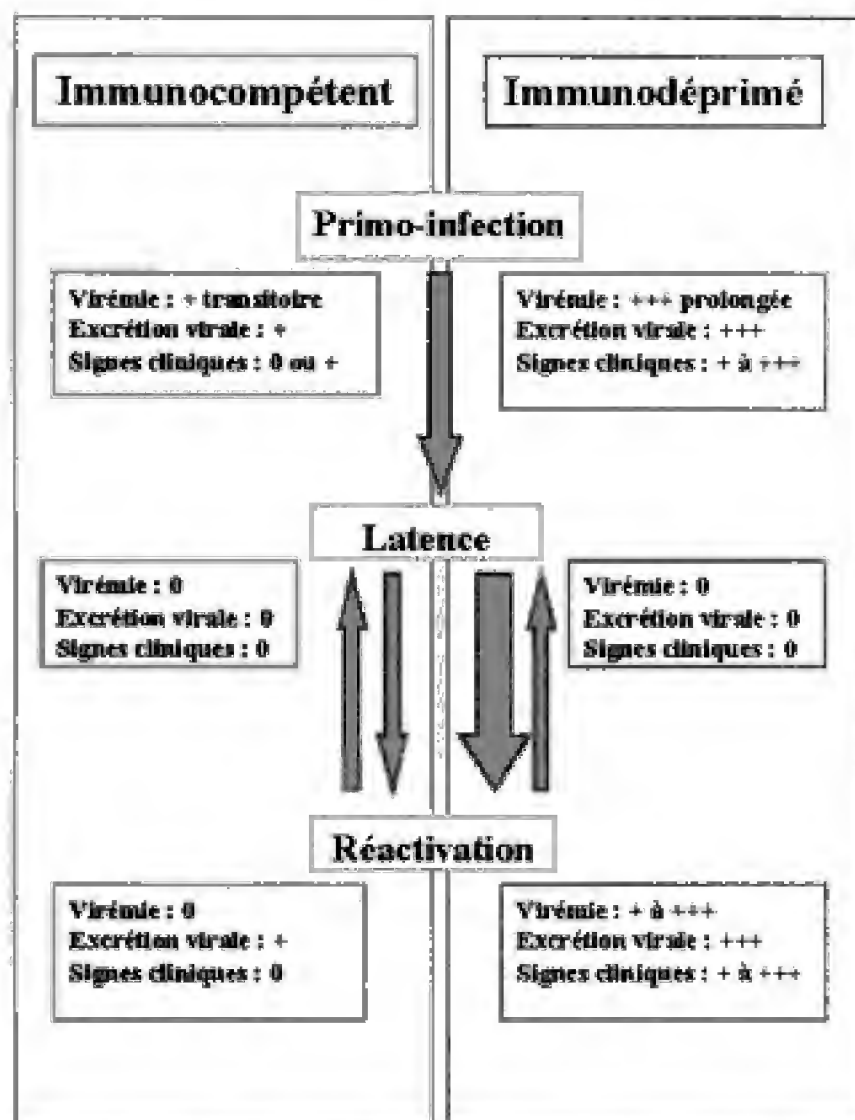 Immunocompétent
Immunodéprimé
Primo-infection
Virémie : + transitoire
Excrétion virale : +
Signes cliniques : 0 ou +
Virémie : +++ prolongée
Excrétion virale : +++
Signes cliniques : + à +++
Latence
Virémie : 0
Excrétion virale : 0
Signes cliniques : 0
Virémie : 0
Excrétion virale : 0
Signes cliniques : 0
Réactivation
Virémie : 0
Excrétion virale : +
Signes cliniques : 0
Virémie : + à +++
Excrétion virale : +++
Signes cliniques : + à +++